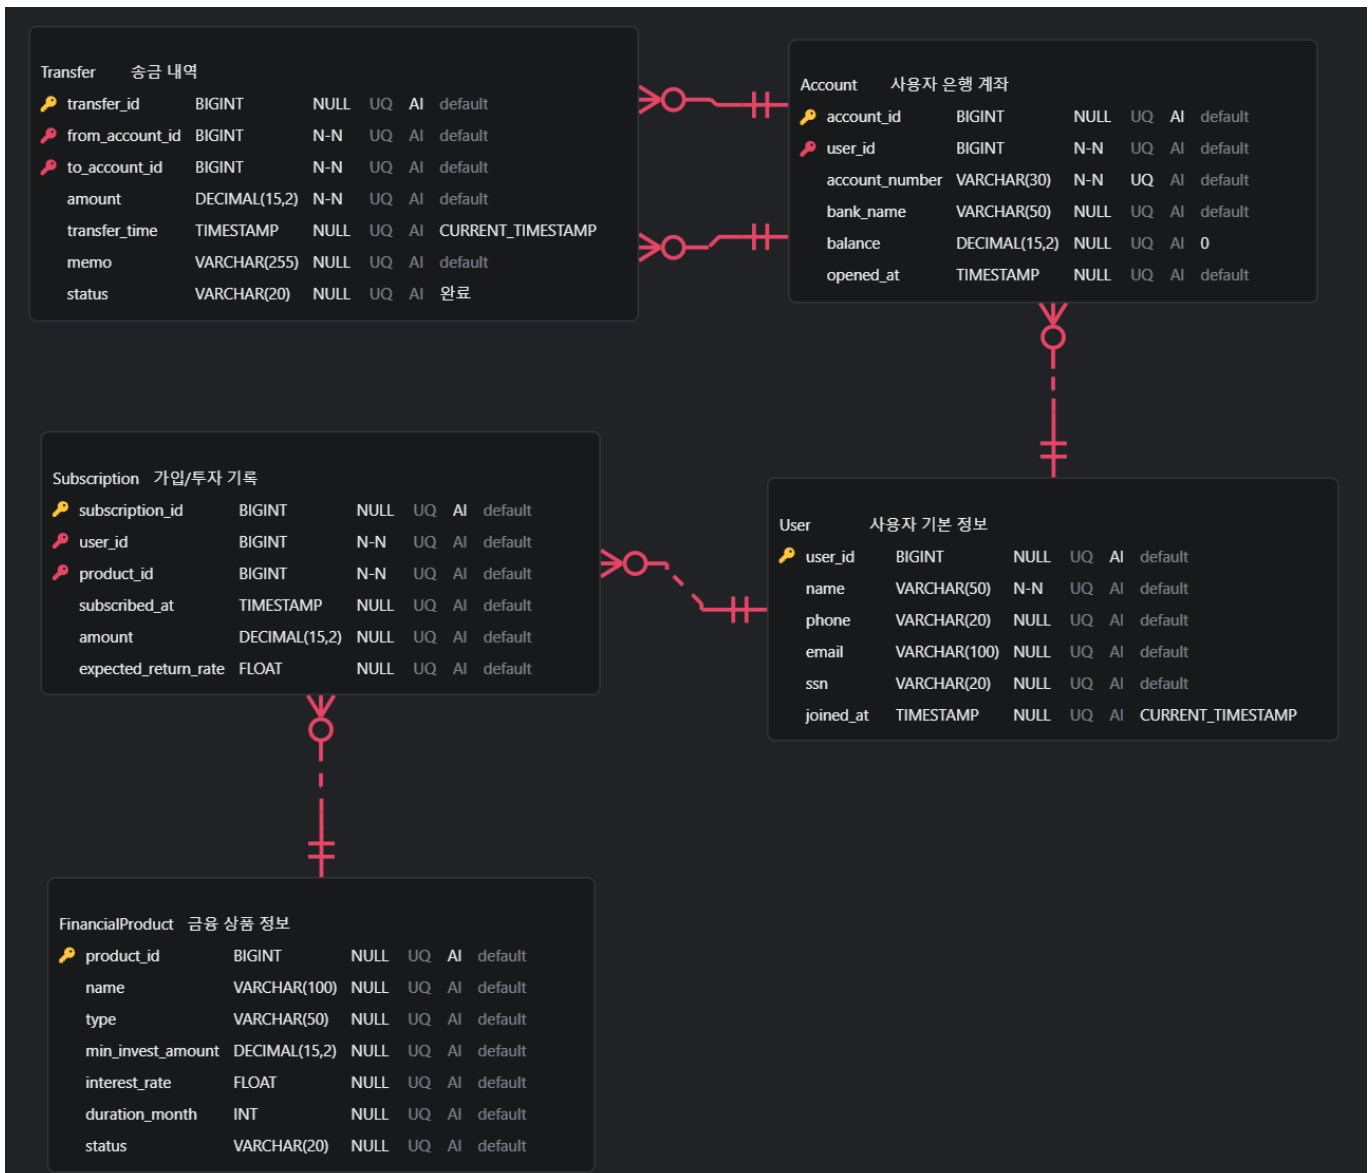 Transfer 송금 내역
transfer_id BIGINT NULL UQ AI default
from_account_id BIGINT N-N UQ AI default
to_account_id BIGINT N-N UQ AI default
amount DECIMAL(15,2) N-N UQ AI default
transfer_time TIMESTAMP NULL UQ AI CURRENT_TIMESTAMP
memo VARCHAR(255) NULL UQ AI default
status VARCHAR(20) NULL UQ AI 완료
Account 사용자 은행 계좌
account_id BIGINT NULL UQ AI default
user_id BIGINT N-N UQ AI default
account_number VARCHAR(30) N-N UQ AI default
bank_name VARCHAR(50) NULL UQ AI default
balance DECIMAL(15,2) NULL UQ AI 0
opened_at TIMESTAMP NULL UQ AI default
Subscription 가입/투자 기록
subscription_id BIGINT NULL UQ AI default
user_id BIGINT N-N UQ AI default
product_id BIGINT N-N UQ AI default
subscribed_at TIMESTAMP NULL UQ AI default
amount DECIMAL(15,2) NULL UQ AI default
expected_return_rate FLOAT NULL UQ AI default
User 사용자 기본 정보
user_id BIGINT NULL UQ AI default
name VARCHAR(50) N-N UQ AI default
phone VARCHAR(20) NULL UQ AI default
email VARCHAR(100) NULL UQ AI default
ssn VARCHAR(20) NULL UQ AI default
joined_at TIMESTAMP NULL UQ AI CURRENT_TIMESTAMP
FinancialProduct 금융 상품 정보
product_id BIGINT NULL UQ AI default
name VARCHAR(100) NULL UQ AI default
type VARCHAR(50) NULL UQ AI default
min_invest_amount DECIMAL(15,2) NULL UQ AI default
interest_rate FLOAT NULL UQ AI default
duration_month INT NULL UQ AI default
status VARCHAR(20) NULL UQ AI default